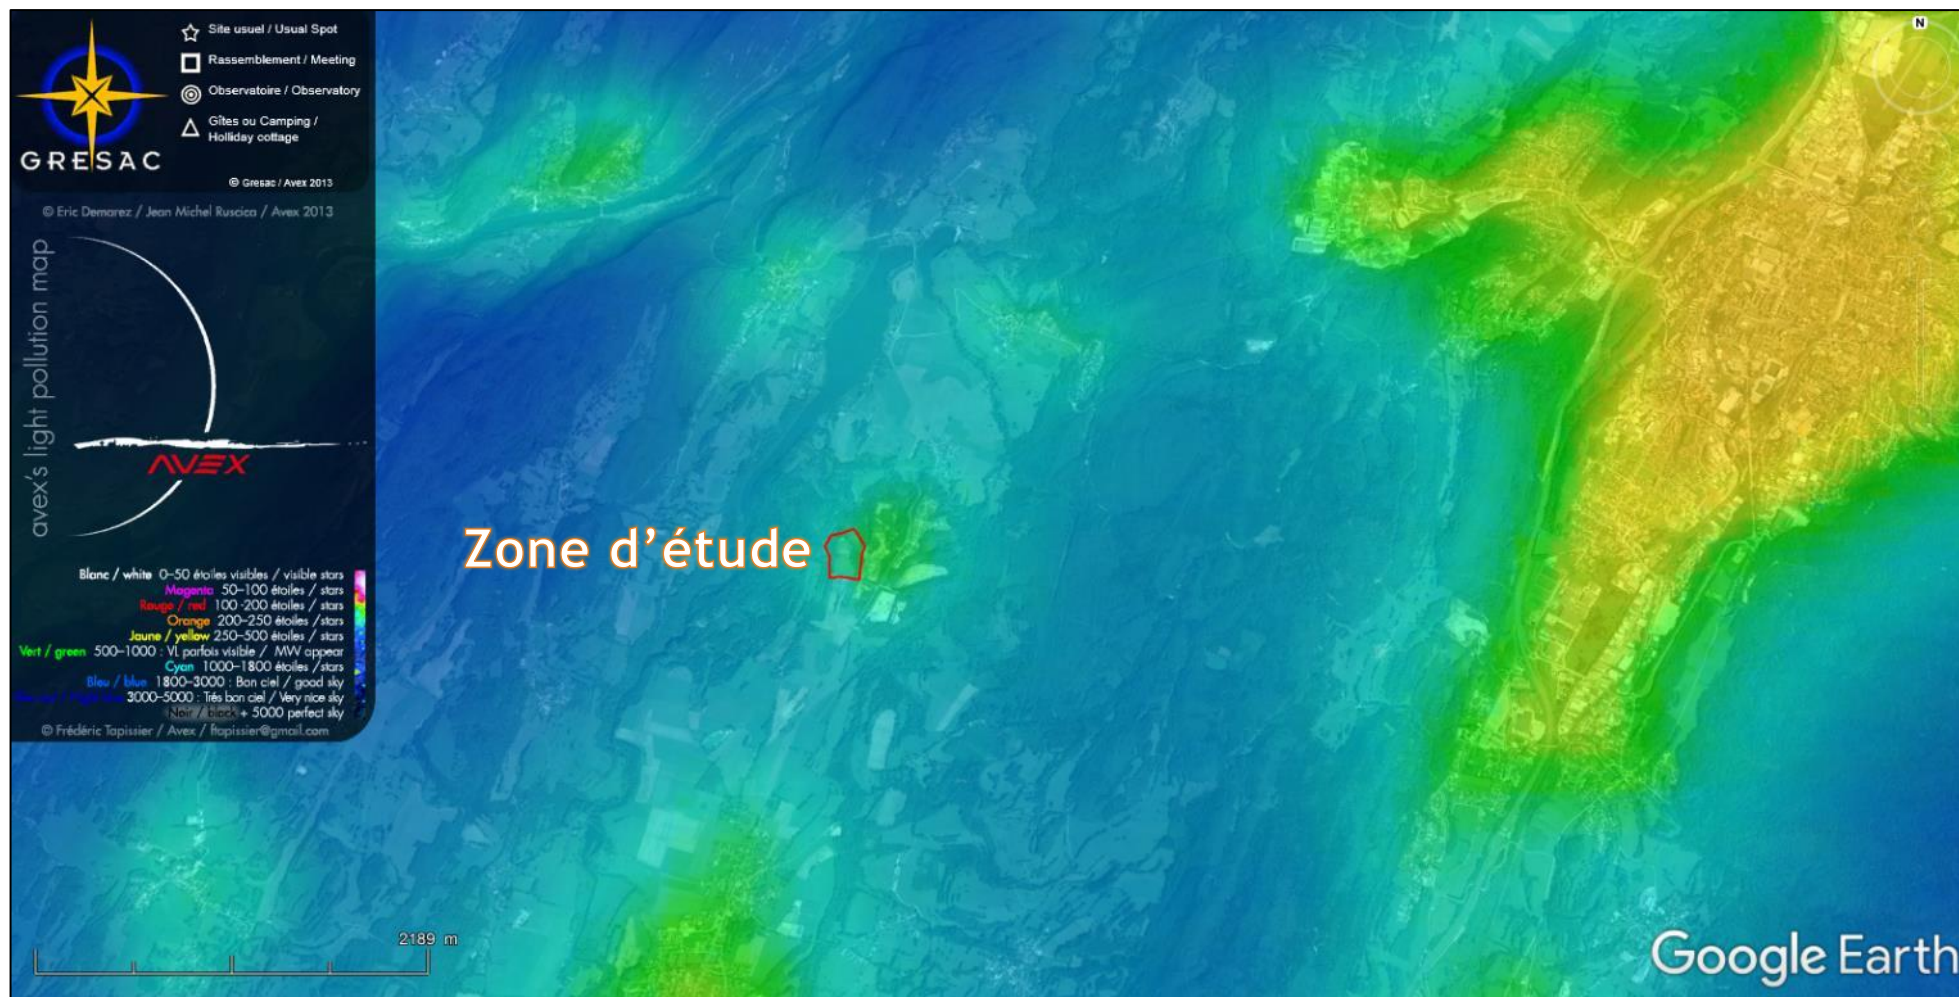 Site usuel / Usual Spot
Rassemblement / Meeting
Observatoire / Observatory
Gîtes ou Camping /
Holliday cottage
GRESAC
© Gresac / Avex 2013
© Eric Demarez / Jean Michel Ruscica / Avex 2013
avex's light pollution map
AVEX
Blanc / white 0-50 étoiles visibles / visible stars
Magenta 50-100 étoiles / stars
Rouge / red 100 -200 étoiles / stars
Orange 200-250 étoiles / stars
Jaune / yellow 250-500 étoiles / stars
Vert / green 500-1000 : VL parfois visible / MW appear
Cyan 1000-1800 étoiles /stars
Bleu / blue 1800-3000 : Bon ciel / good sky
3000-5000 : Trés bon ciel / Very nice sky
Noir / black + 5000 perfect sky
© Frédéric Tapissier / Avex / ftapissier@gmail.com
Zone d'étude
N
2189 m
Google Earth